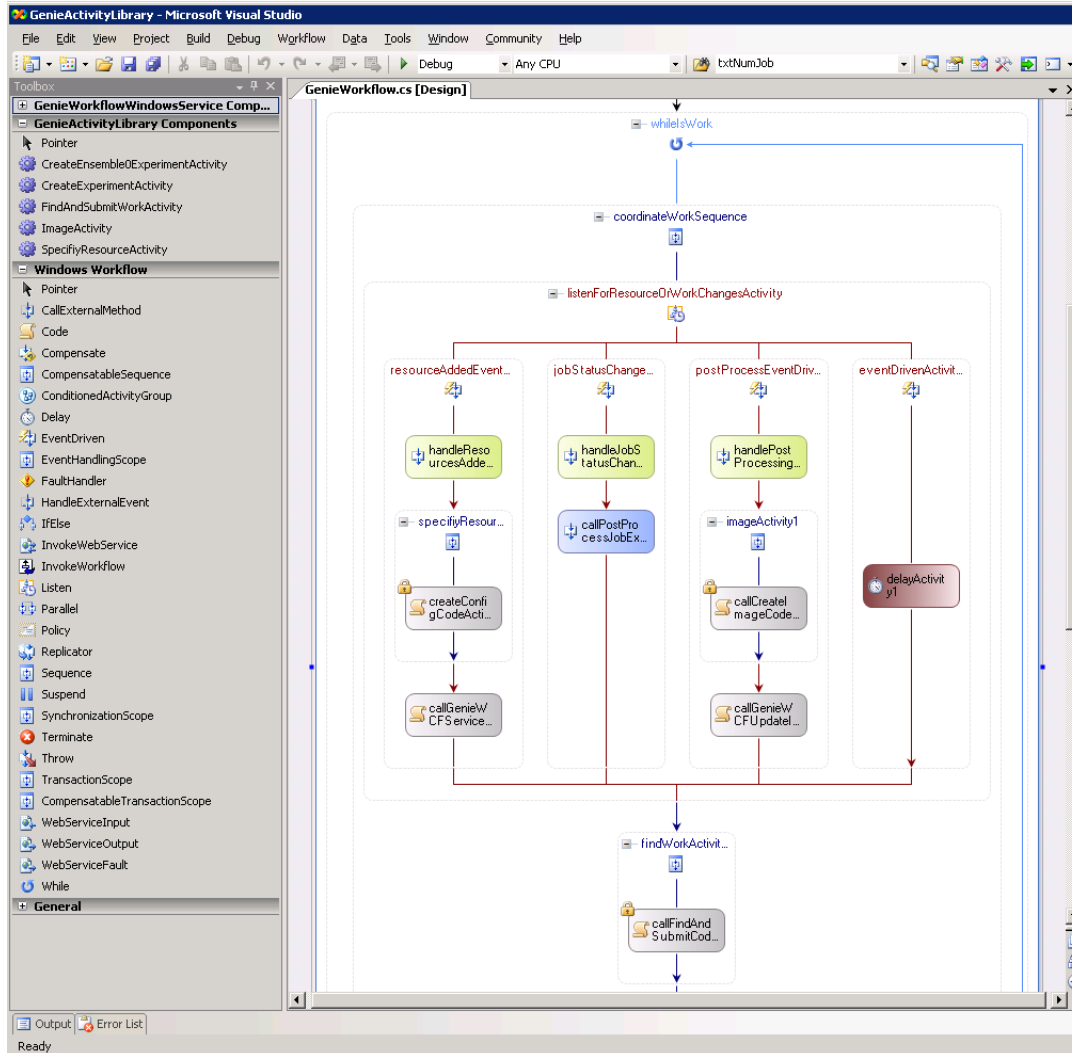 GenieActivityLibrary - Microsoft Visual Studio
File Edit View Project Build Debug Workflow Data Tools Window Community Help
Debug Any CPU txtNumJob
Toolbox
GenieWorkflowWindowsService Comp...
GenieActivityLibrary Components
Pointer
CreateEnsemble0ExperimentActivity
CreateExperimentActivity
FindAndSubmitWorkActivity
ImageActivity
SpecifiyResourceActivity
Windows Workflow
Pointer
CallExternalMethod
Code
Compensate
CompensatableSequence
ConditionedActivityGroup
Delay
EventDriven
EventHandlingScope
FaultHandler
HandleExternalEvent
IfElse
InvokeWebService
InvokeWorkflow
Listen
Parallel
Policy
Replicator
Sequence
Suspend
SynchronizationScope
Terminate
Throw
TransactionScope
CompensatableTransactionScope
WebServiceInput
WebServiceOutput
WebServiceFault
While
General
GenieWorkflow.cs [Design]
whileIsWork
coordinateWorkSequence
listenForResourceOrWorkChangesActivity
resourceAddedEvent... jobStatusChange... postProcessEventDriv... eventDrivenActivit...
handleReso
urcesAdde...
handleJobS
tatusChan...
handlePost
Processing...
specifiyResour...
callPostPro
cessJobEx...
imageActivity1
createConfi
gCodeActi...
callCreateI
mageCode...
delayActivit
y1
callGenieW
CFService...
callGenieW
CFUpdateI...
findWorkActivit...
callFindAnd
SubmitCod...
Output Error List
Ready